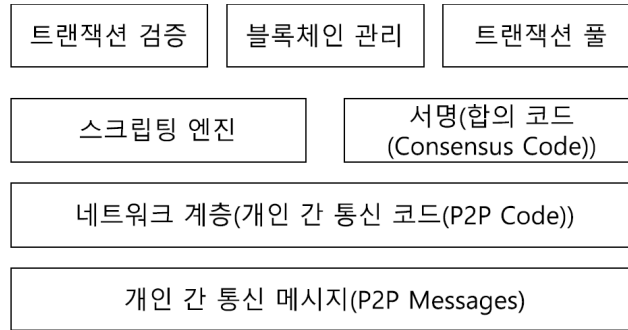 트랜잭션 검증
블록체인 관리
트랜잭션 풀
스크립팅 엔진
서명(합의 코드
(Consensus Code))
네트워크 계층(개인 간 통신 코드(P2P Code))
개인 간 통신 메시지(P2P Messages)